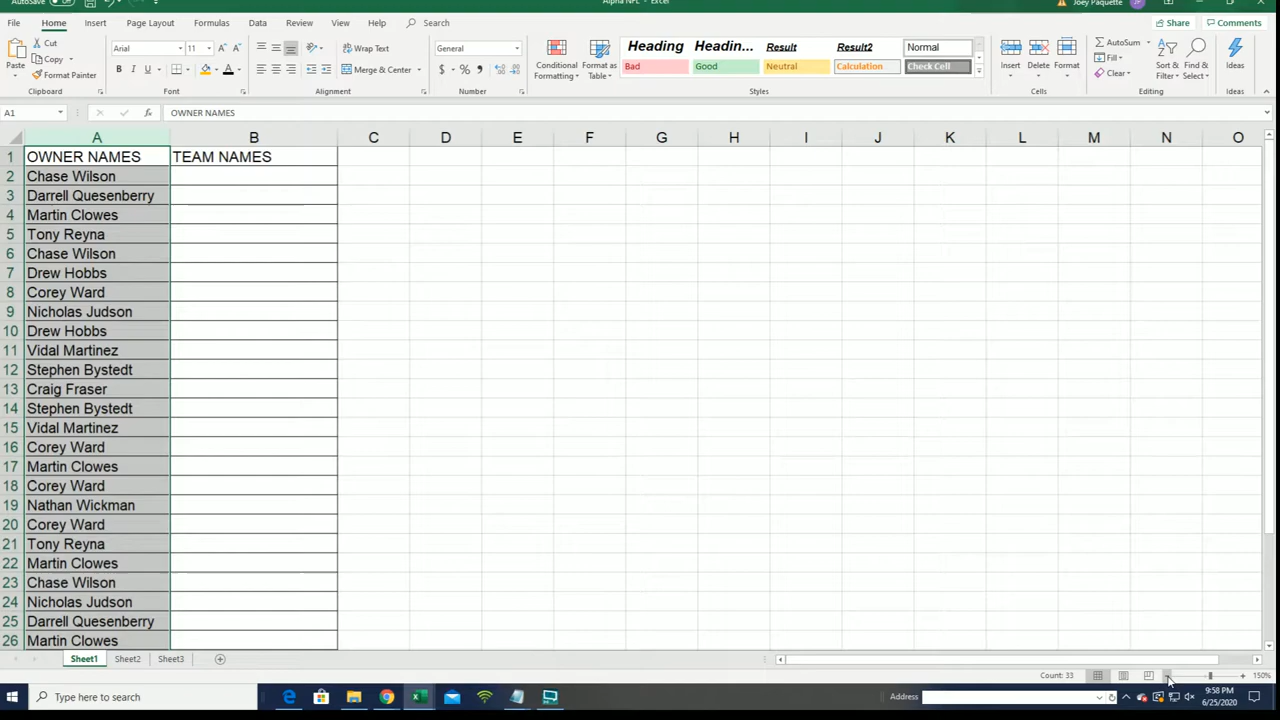 AutoSave
Alpha NFL - Excel
Joey Paquette
JP
File Home Insert Page Layout Formulas Data Review View Help Search
Share Comments
Paste
Cut
Copy
Format Painter
Arial 11
B I U
Wrap Text
Merge & Center
General
$ %
Conditional Formatting
Format as Table
Heading Headin... Result Result2 Normal
Bad Good Neutral Calculation Check Cell
Insert Delete Format
AutoSum
Fill
Clear
Sort & Filter
Find & Select
Ideas
Clipboard Font Alignment Number Styles Cells Editing Ideas
A1 OWNER NAMES
A B C D E F G H I J K L M N O
1 OWNER NAMES TEAM NAMES
2 Chase Wilson
3 Darrell Quesenberry
4 Martin Clowes
5 Tony Reyna
6 Chase Wilson
7 Drew Hobbs
8 Corey Ward
9 Nicholas Judson
10 Drew Hobbs
11 Vidal Martinez
12 Stephen Bystedt
13 Craig Fraser
14 Stephen Bystedt
15 Vidal Martinez
16 Corey Ward
17 Martin Clowes
18 Corey Ward
19 Nathan Wickman
20 Corey Ward
21 Tony Reyna
22 Martin Clowes
23 Chase Wilson
24 Nicholas Judson
25 Darrell Quesenberry
26 Martin Clowes
Sheet1 Sheet2 Sheet3
Count: 33 150%
Type here to search
Address
9:58 PM
6/25/2020